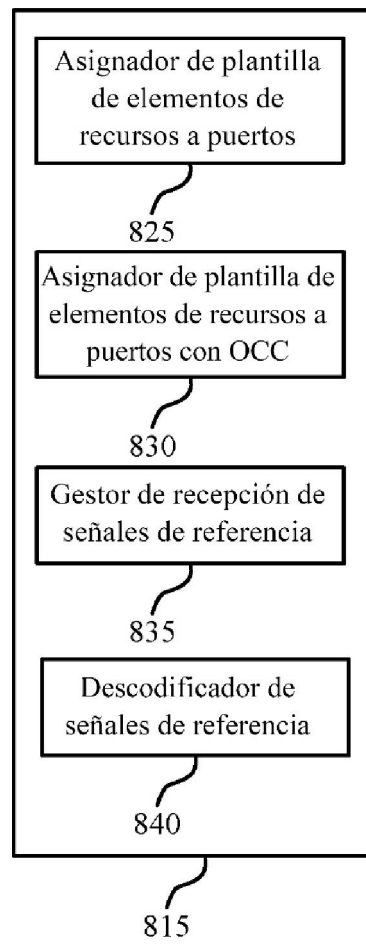 Asignador de plantilla
de elementos de
recursos a puertos
825
Asignador de plantilla de
elementos de recursos a
puertos con OCC
830
Gestor de recepción de
señales de referencia
835
Descodificador de
señales de referencia
840
815